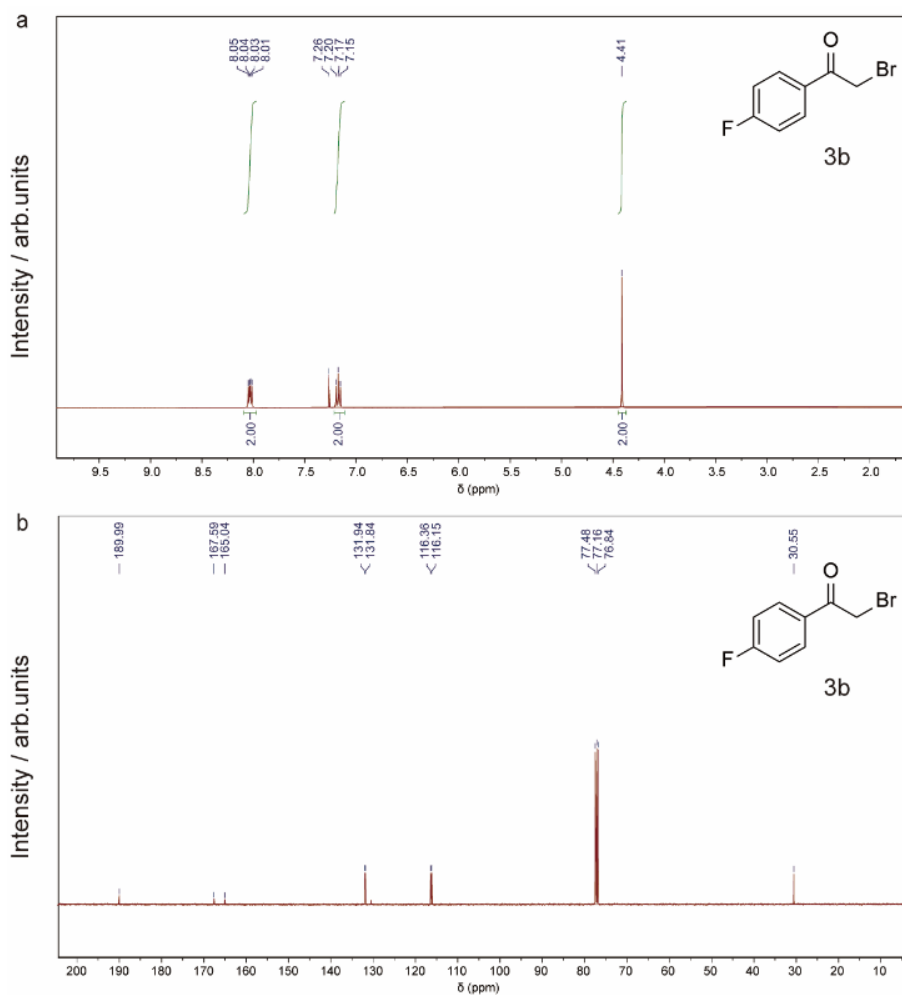 a
8.05
8.04
8.03
8.01
7.26
7.20
7.17
7.15
4.41
O
Br
F
3b
Intensity / arb.units
2.00
2.00
2.00
9.5 9.0 8.5 8.0 7.5 7.0 6.5 6.0 5.5 5.0 4.5 4.0 3.5 3.0 2.5 2.0
δ (ppm)
b
189.99
167.59
165.04
131.94
131.84
116.36
116.15
77.48
77.16
76.84
30.55
O
Br
F
3b
Intensity / arb.units
200 190 180 170 160 150 140 130 120 110 100 90 80 70 60 50 40 30 20 10
δ (ppm)